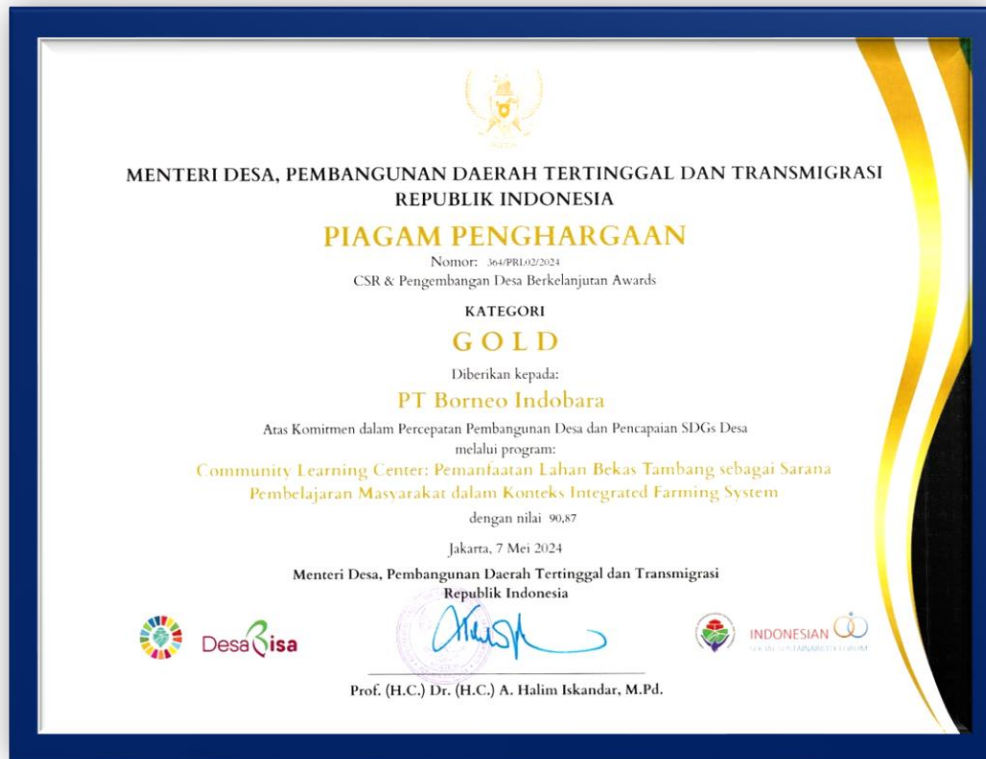 MENTERI DESA, PEMBANGUNAN DAERAH TERTINGGAL DAN TRANSMIGRASI
REPUBLIK INDONESIA
PIAGAM PENGHARGAAN
Nomor: 364/PRI.02/2024
CSR & Pengembangan Desa Berkelanjutan Awards
KATEGORI
GOLD
Diberikan kepada:
PT Borneo Indobara
Atas Komitmen dalam Percepatan Pembangunan Desa dan Pencapaian SDGs Desa
melalui program:
Community Learning Center: Pemanfaatan Lahan Bekas Tambang sebagai Sarana
Pembelajaran Masyarakat dalam Konteks Integrated Farming System
dengan nilai 90,87
Jakarta, 7 Mei 2024
Menteri Desa, Pembangunan Daerah Tertinggal dan Transmigrasi
Republik Indonesia
DesaBisa
INDONESIAN
SOCIAL SUSTAINABILITY FORUM
Prof. (H.C.) Dr. (H.C.) A. Halim Iskandar, M.Pd.